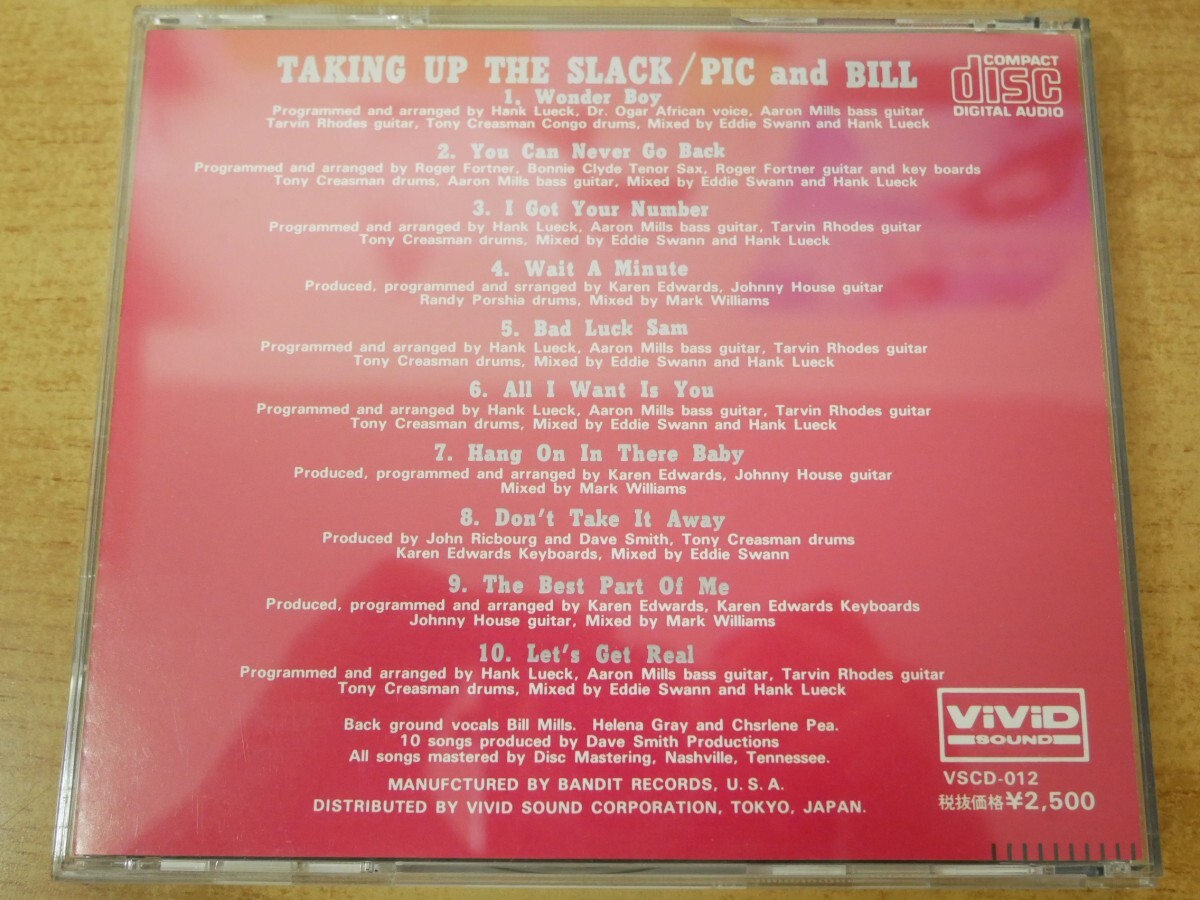 TAKING UP THE SLACK/PIC and BILL
COMPACT
disc
DIGITAL AUDIO
1. Wonder Boy
Programmed and arranged by Hank Lueck, Dr. Ogar African voice, Aaron Mills bass guitar
Tarvin Rhodes guitar, Tony Creasman Congo drums, Mixed by Eddie Swann and Hank Lueck
2. You Can Never Go Back
Programmed and arranged by Roger Fortner, Bonnie Clyde Tenor Sax, Roger Fortner guitar and key boards
Tony Creasman drums, Aaron Mills bass guitar, Mixed by Eddie Swann and Hank Lueck
3. I Got Your Number
Programmed and arranged by Hank Lueck, Aaron Mills bass guitar, Tarvin Rhodes guitar
Tony Creasman drums, Mixed by Eddie Swann and Hank Lueck
4. Wait A Minute
Produced, programmed and srranged by Karen Edwards, Johnny House guitar
Randy Porshia drums, Mixed by Mark Williams
5. Bad Luck Sam
Programmed and arranged by Hank Lueck, Aaron Mills bass guitar, Tarvin Rhodes guitar
Tony Creasman drums, Mixed by Eddie Swann and Hank Lueck
6. All I Want Is You
Programmed and arranged by Hank Lueck, Aaron Mills bass guitar, Tarvin Rhodes guitar
Tony Creasman drums, Mixed by Eddie Swann and Hank Lueck
7. Hang On In There Baby
Produced, programmed and arranged by Karen Edwards, Johnny House guitar
Mixed by Mark Williams
8. Don't Take It Away
Produced by John Ricbourg and Dave Smith, Tony Creasman drums
Karen Edwards Keyboards, Mixed by Eddie Swann
9. The Best Part Of Me
Produced, programmed and arranged by Karen Edwards, Karen Edwards Keyboards
Johnny House guitar, Mixed by Mark Williams
10. Let's Get Real
Programmed and arranged by Hank Lueck, Aaron Mills bass guitar, Tarvin Rhodes guitar
Tony Creasman drums, Mixed by Eddie Swann and Hank Lueck
Back ground vocals Bill Mills. Helena Gray and Chsrlene Pea.
10 songs produced by Dave Smith Productions
All songs mastered by Disc Mastering, Nashville, Tennessee.
MANUFCTURED BY BANDIT RECORDS, U.S.A.
DISTRIBUTED BY VIVID SOUND CORPORATION, TOKYO, JAPAN.
ViViD
SOUND
VSCD-012
税抜価格¥2,500